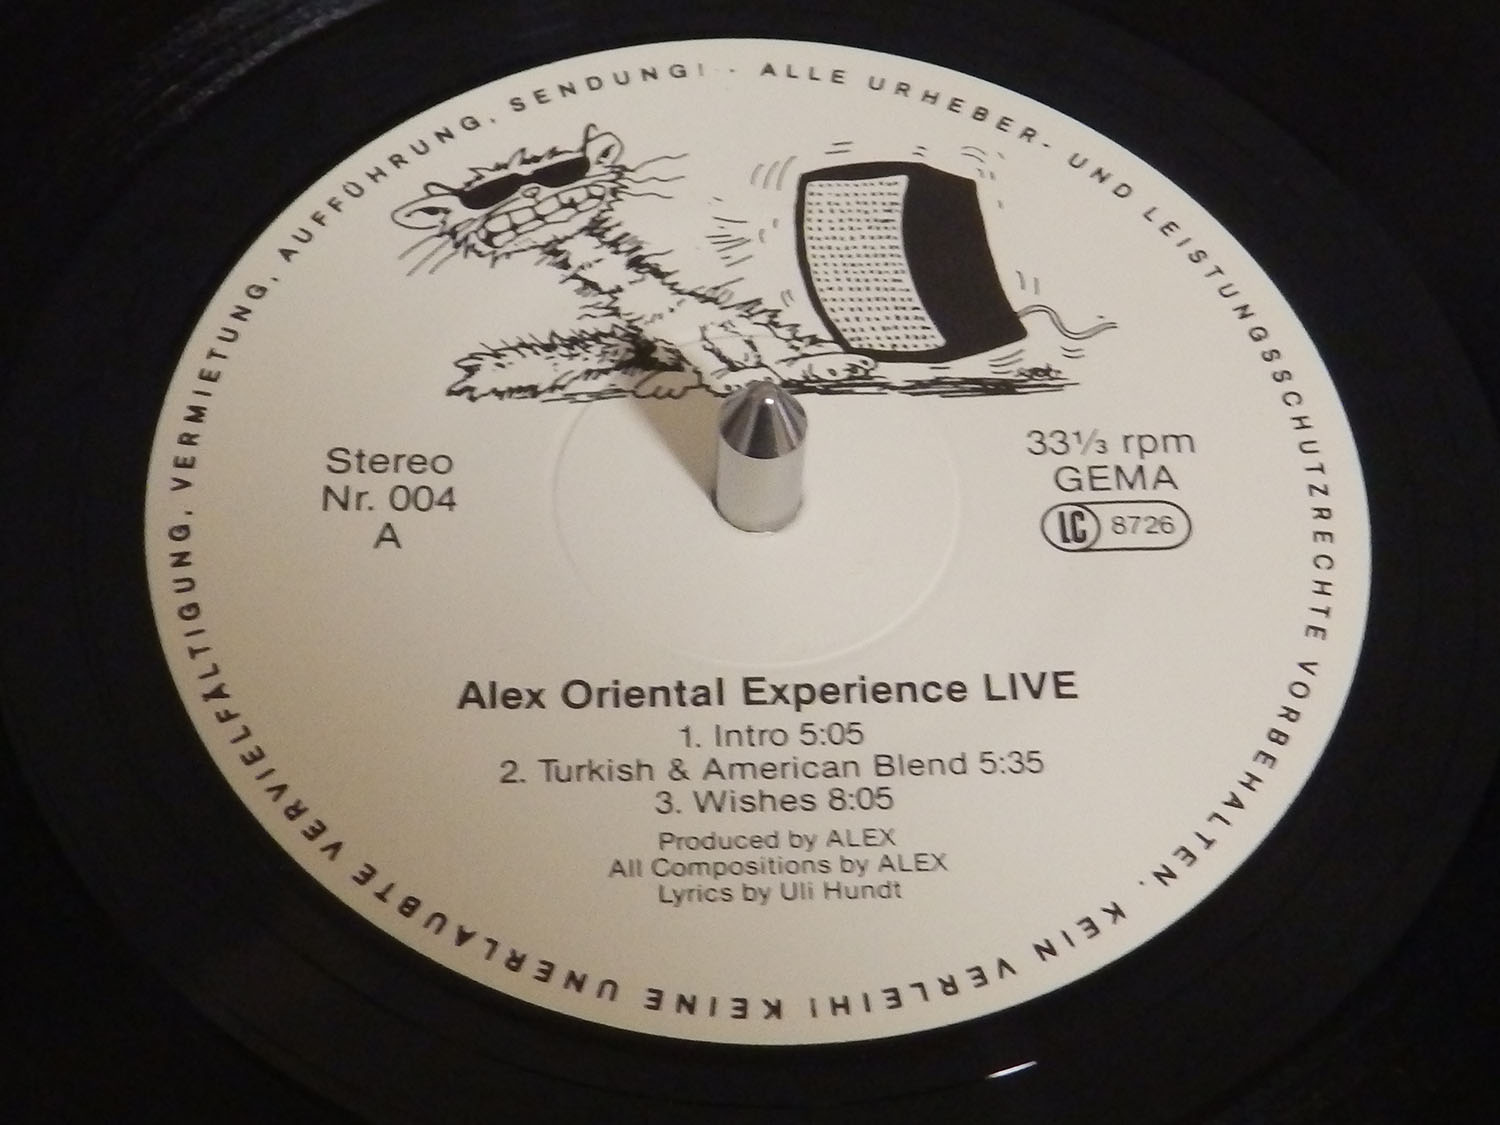 ALLE URHEBER- UND LEISTUNGSSCHUTZRECHTE VORBEHALTEN. KEIN VERLEIH! KEINE UNERLAUBTE VERVIELFÄLTIGUNG, VERMIETUNG, AUFFÜHRUNG, SENDUNG!
Stereo
Nr. 004
A
33⅓ rpm
GEMA
LC 8726
Alex Oriental Experience LIVE
1. Intro 5:05
2. Turkish & American Blend 5:35
3. Wishes 8:05
Produced by ALEX
All Compositions by ALEX
Lyrics by Uli Hundt